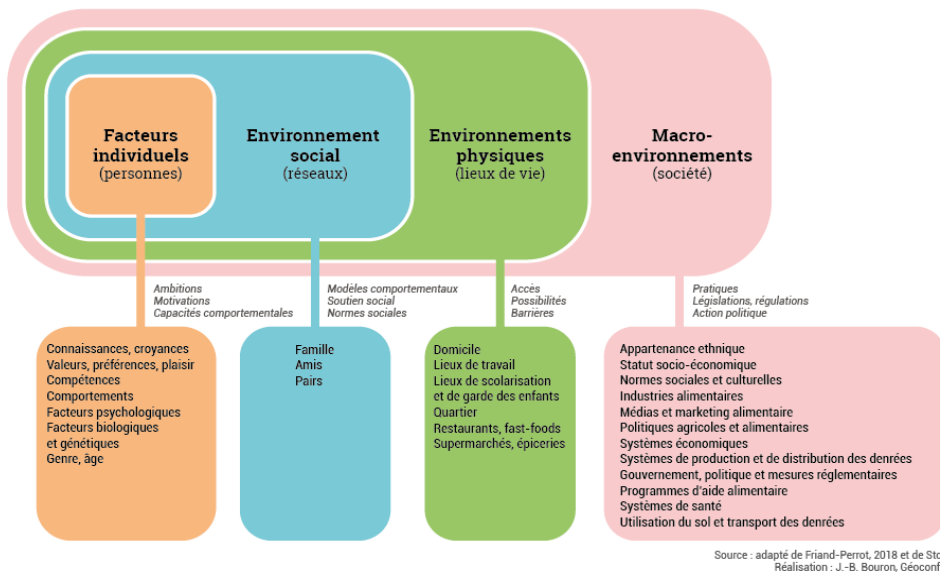 Facteurs
individuels
(personnes)
Environnement
social
(réseaux)
Environnements
physiques
(lieux de vie)
Macro-
environnements
(société)
Ambitions
Motivations
Capacités comportementales
Modèles comportementaux
Soutien social
Normes sociales
Accès
Possibilités
Barrières
Pratiques
Législations, régulations
Action politique
Connaissances, croyances
Valeurs, préférences, plaisir
Compétences
Comportements
Facteurs psychologiques
Facteurs biologiques
et génétiques
Genre, âge
Famille
Amis
Pairs
Domicile
Lieux de travail
Lieux de scolarisation
et de garde des enfants
Quartier
Restaurants, fast-foods
Supermarchés, épiceries
Appartenance ethnique
Statut socio-économique
Normes sociales et culturelles
Industries alimentaires
Médias et marketing alimentaire
Politiques agricoles et alimentaires
Systèmes économiques
Systèmes de production et de distribution des denrées
Gouvernement, politique et mesures réglementaires
Programmes d'aide alimentaire
Systèmes de santé
Utilisation du sol et transport des denrées
Source : adapté de Friand-Perrot, 2018 et de
Réalisation : J.-B. Bouron,